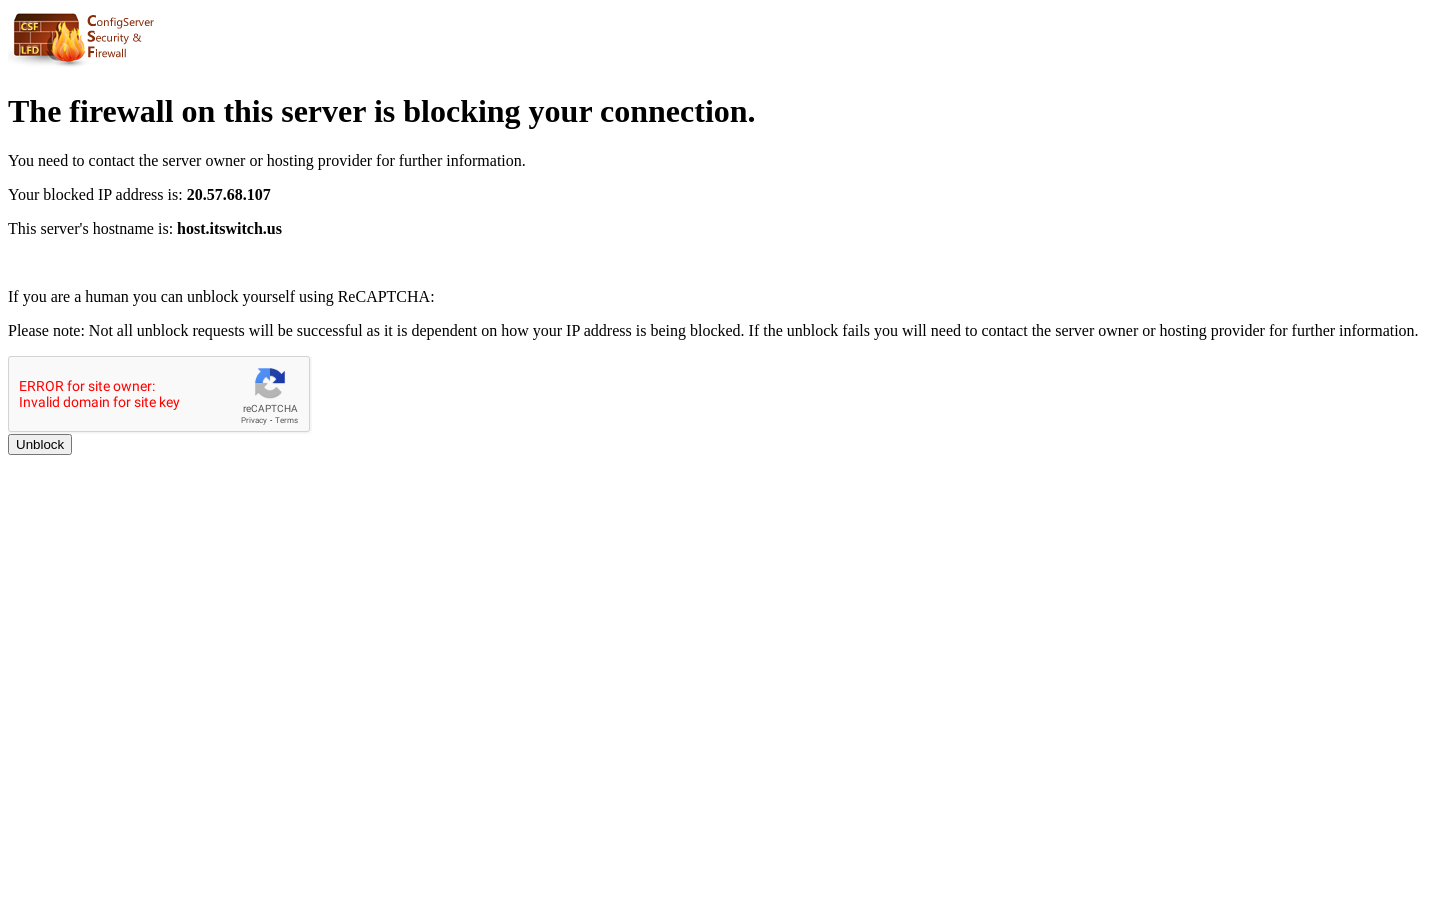 CSF
LFD
ConfigServer
Security &
Firewall
The firewall on this server is blocking your connection.
You need to contact the server owner or hosting provider for further information.
Your blocked IP address is: 20.57.68.107
This server's hostname is: host.itswitch.us
If you are a human you can unblock yourself using ReCAPTCHA:
Please note: Not all unblock requests will be successful as it is dependent on how your IP address is being blocked. If the unblock fails you will need to contact the server owner or hosting provider for further information.
ERROR for site owner:
Invalid domain for site key
reCAPTCHA
Privacy - Terms
Unblock